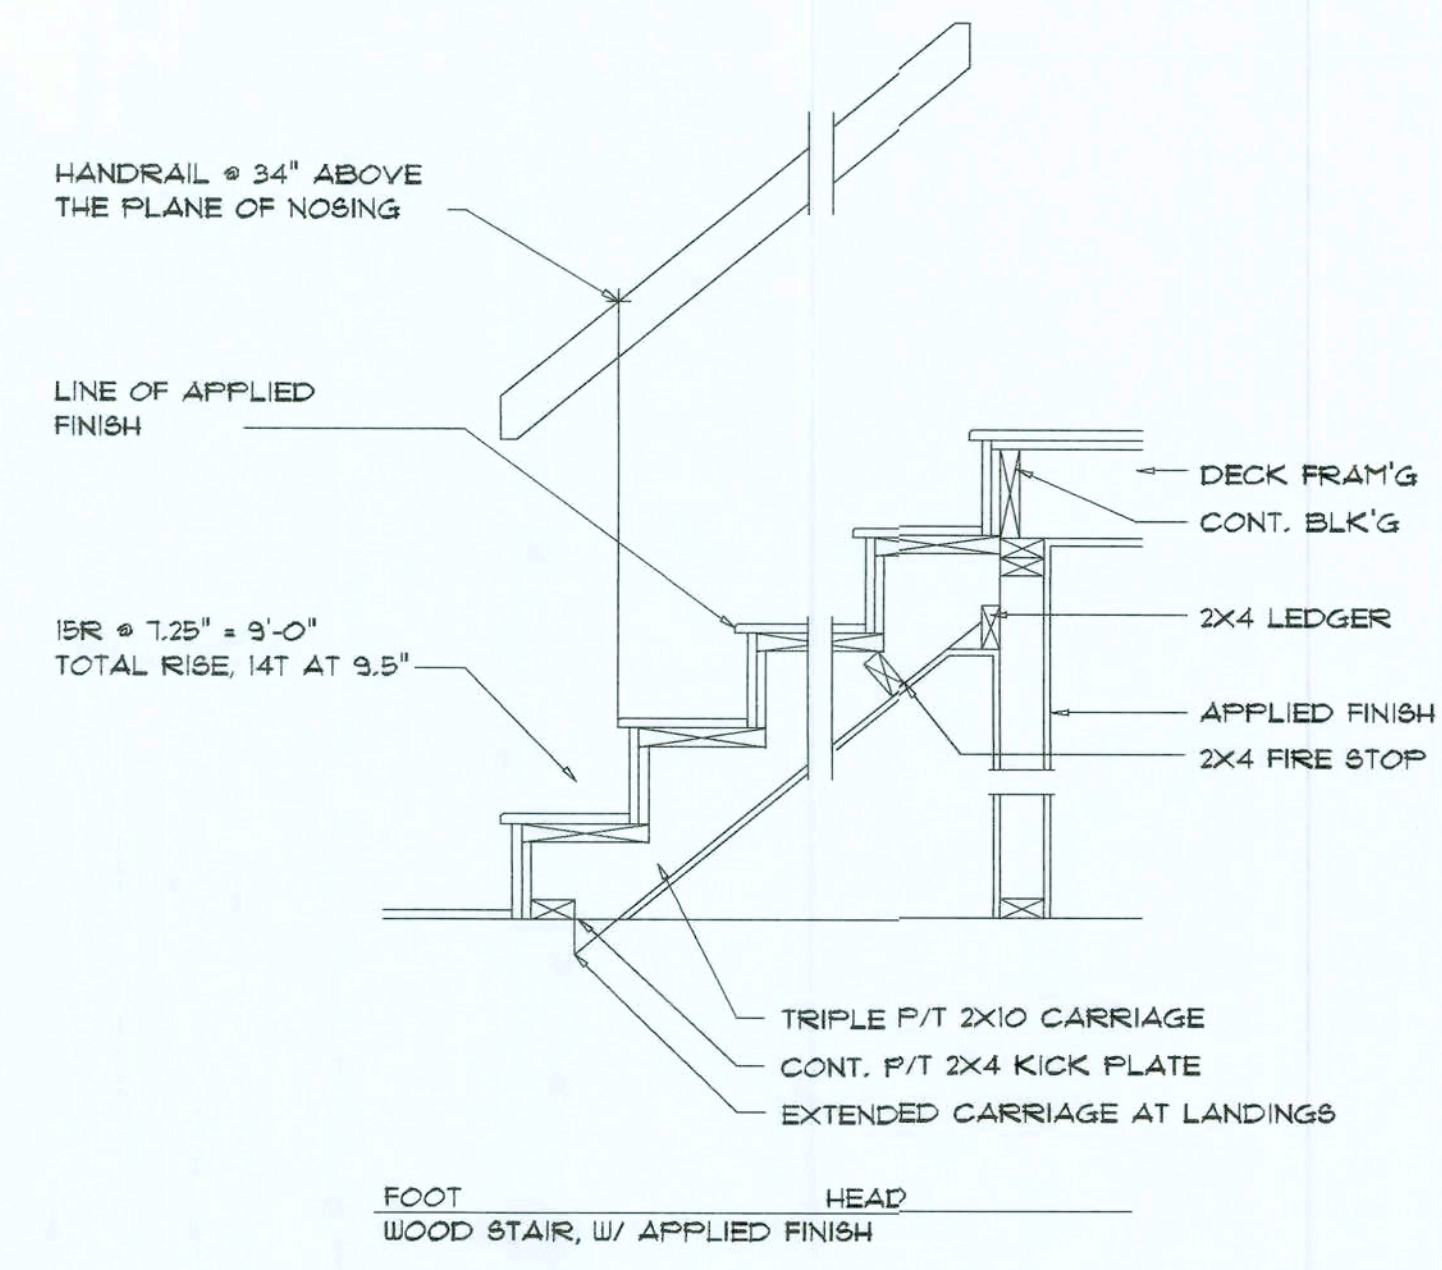 HANDRAIL @ 34" ABOVE
THE PLANE OF NOSING
LINE OF APPLIED
FINISH
15R @ 7.25" = 9'-0"
TOTAL RISE, 14T AT 9.5"
DECK FRAM'G
CONT. BLK'G
2X4 LEDGER
APPLIED FINISH
2X4 FIRE STOP
TRIPLE P/T 2X10 CARRIAGE
CONT. P/T 2X4 KICK PLATE
EXTENDED CARRIAGE AT LANDINGS
FOOT HEAD
WOOD STAIR, W/ APPLIED FINISH